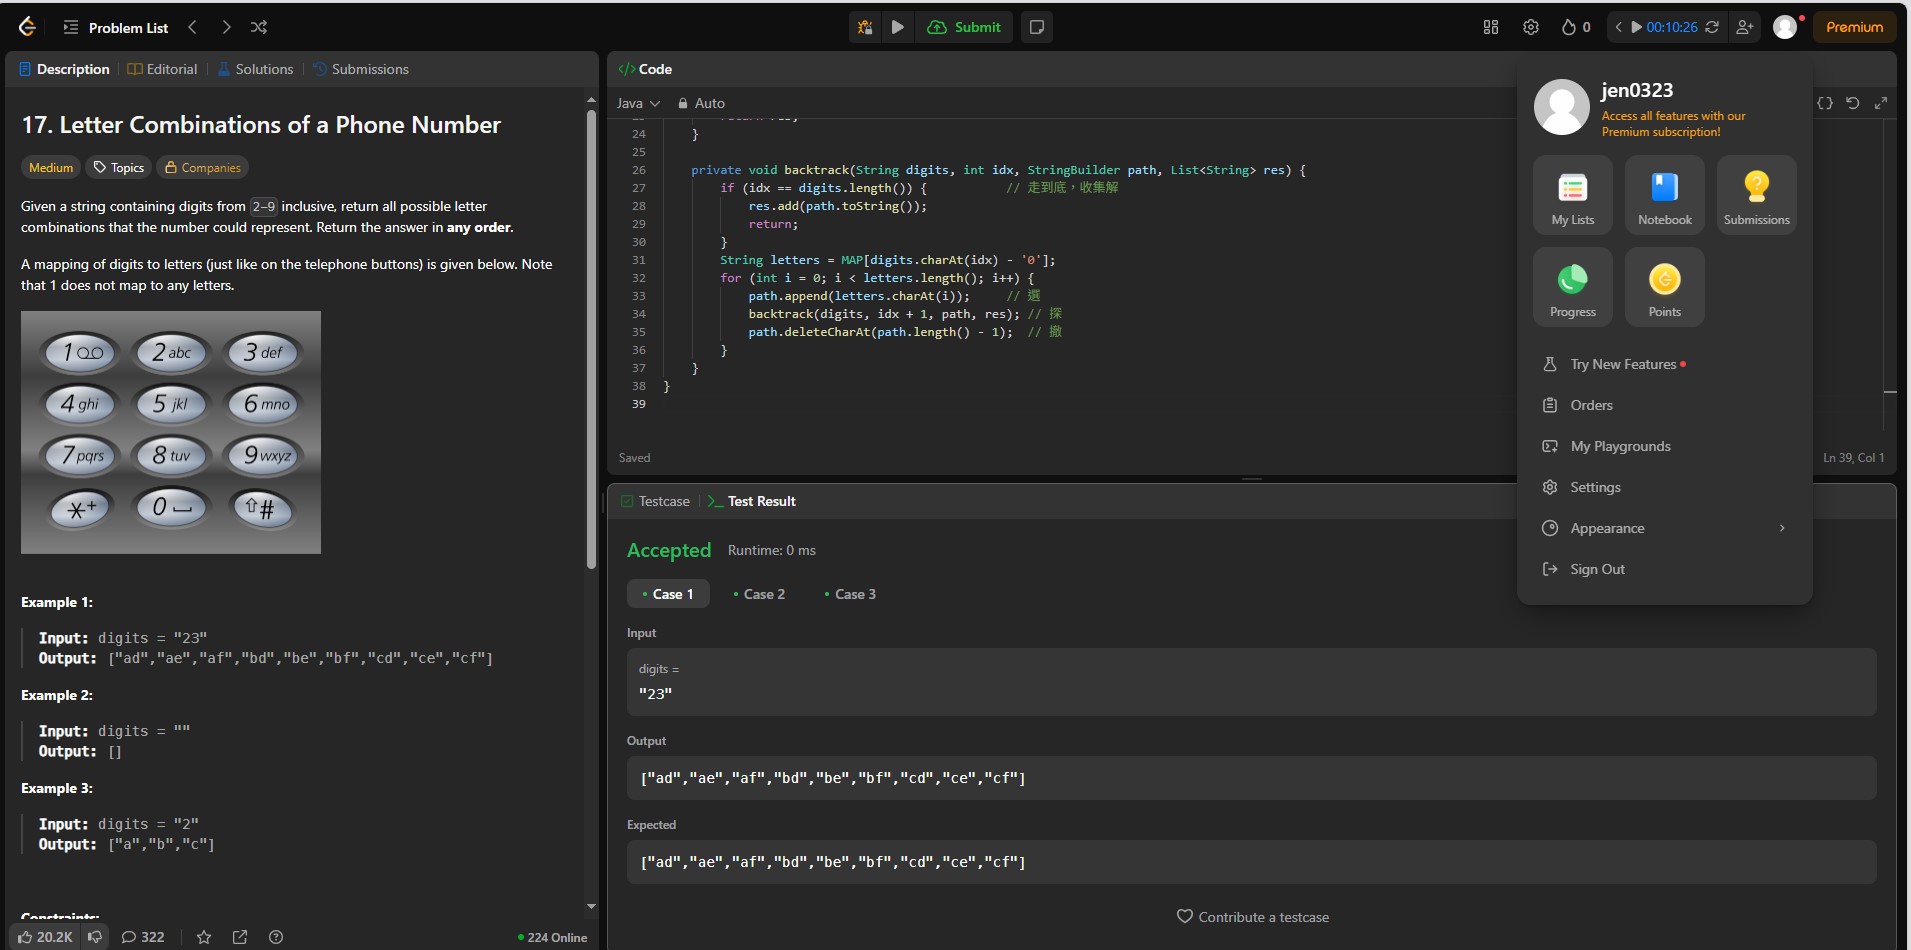 Problem List
Submit
0
00:10:26
Premium
Description
Editorial
Solutions
Submissions
17. Letter Combinations of a Phone Number
Medium
Topics
Companies
Given a string containing digits from 2-9 inclusive, return all possible letter
combinations that the number could represent. Return the answer in any order.
A mapping of digits to letters (just like on the telephone buttons) is given below. Note
that 1 does not map to any letters.
1
2 abc
3 def
4 ghi
5 jkl
6 mno
7 pqrs
8 tuv
9 wxyz
*+
0
⇧#
Example 1:
Input: digits = "23"
Output: ["ad","ae","af","bd","be","bf","cd","ce","cf"]
Example 2:
Input: digits = ""
Output: []
Example 3:
Input: digits = "2"
Output: ["a","b","c"]
Constraints:
20.2K
322
224 Online
</> Code
Java
Auto
24 }
25
26 private void backtrack(String digits, int idx, StringBuilder path, List<String> res) {
27 if (idx == digits.length()) { // 走到底，收集解
28 res.add(path.toString());
29 return;
30 }
31 String letters = MAP[digits.charAt(idx) - '0'];
32 for (int i = 0; i < letters.length(); i++) {
33 path.append(letters.charAt(i)); // 選
34 backtrack(digits, idx + 1, path, res); // 探
35 path.deleteCharAt(path.length() - 1); // 撤
36 }
37 }
38 }
39
Saved
Ln 39, Col 1
Testcase
>_ Test Result
Accepted
Runtime: 0 ms
Case 1
Case 2
Case 3
Input
digits =
"23"
Output
["ad","ae","af","bd","be","bf","cd","ce","cf"]
Expected
["ad","ae","af","bd","be","bf","cd","ce","cf"]
Contribute a testcase
jen0323
Access all features with our
Premium subscription!
My Lists
Notebook
Submissions
Progress
Points
Try New Features
Orders
My Playgrounds
Settings
Appearance
Sign Out